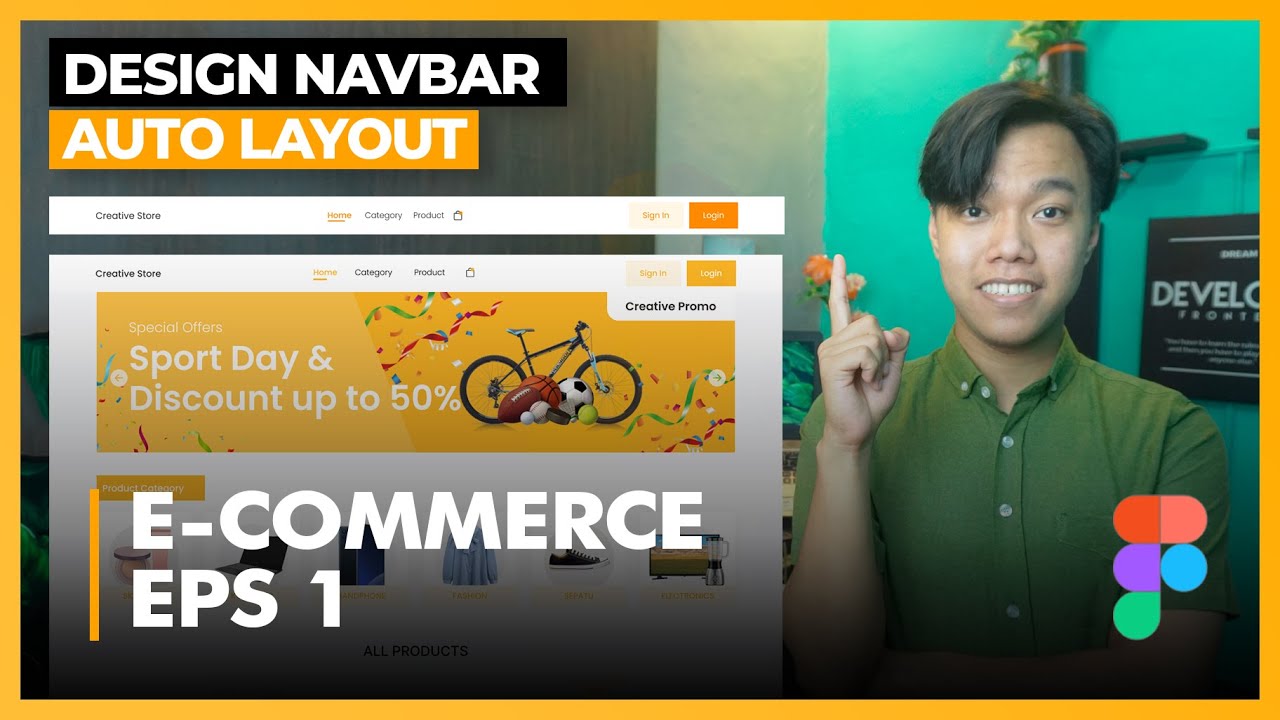 DESIGN NAVBAR
AUTO LAYOUT
Creative Store
Home Category Product
Sign In Login
Creative Store
Home Category Product
Sign In Login
Creative Promo
Special Offers
Sport Day &
Discount up to 50%
Product Category
E-COMMERCE
EPS 1
FASHION
SEPATU
ALL PRODUCTS
DREAM
DEVELO
FRONTE